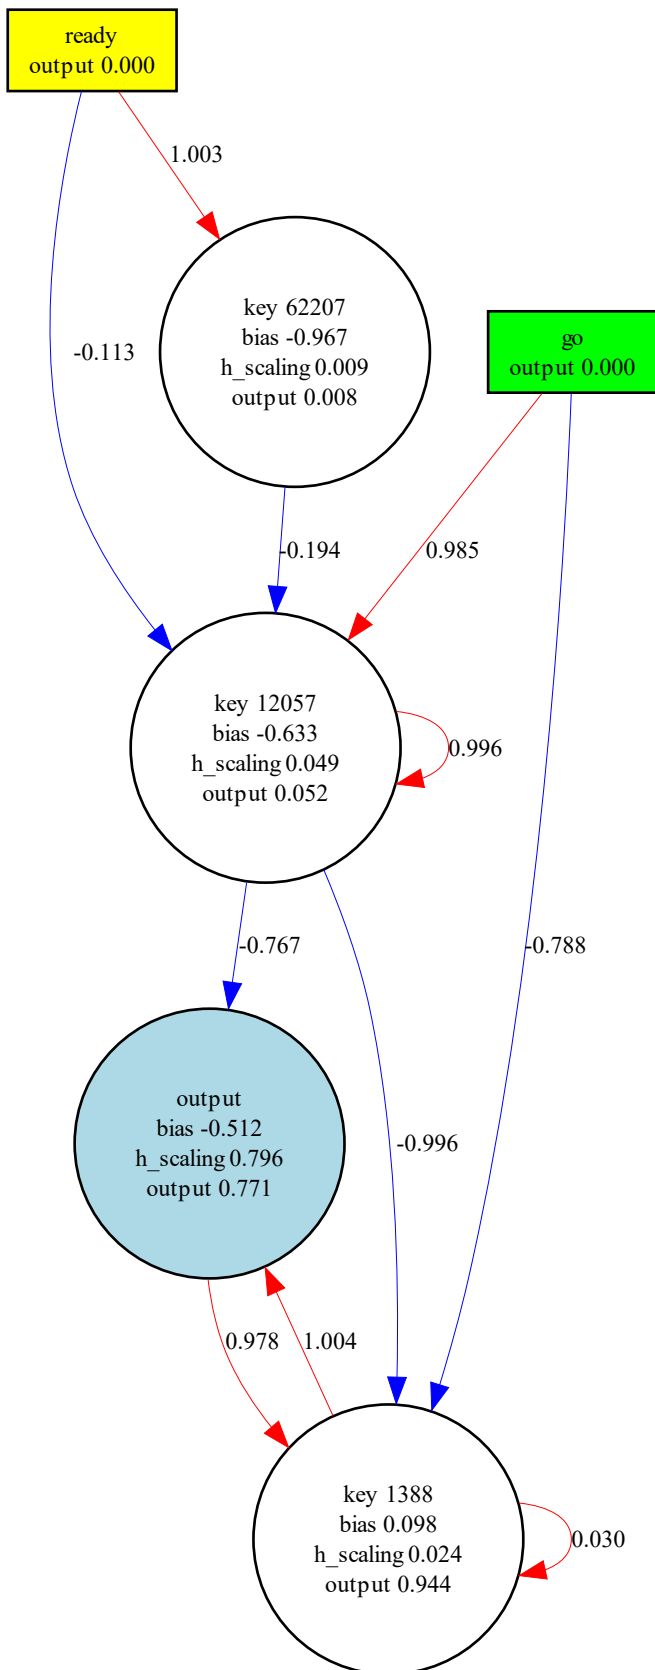 ready
output 0.000
1.003
key 62207
bias -0.967
h_scaling 0.009
output 0.008
go
output 0.000
-0.113
-0.194
0.985
key 12057
bias -0.633
h_scaling 0.049
output 0.052
0.996
-0.767
-0.788
output
bias -0.512
h_scaling 0.796
output 0.771
-0.996
0.978
1.004
key 1388
bias 0.098
h_scaling 0.024
output 0.944
0.030